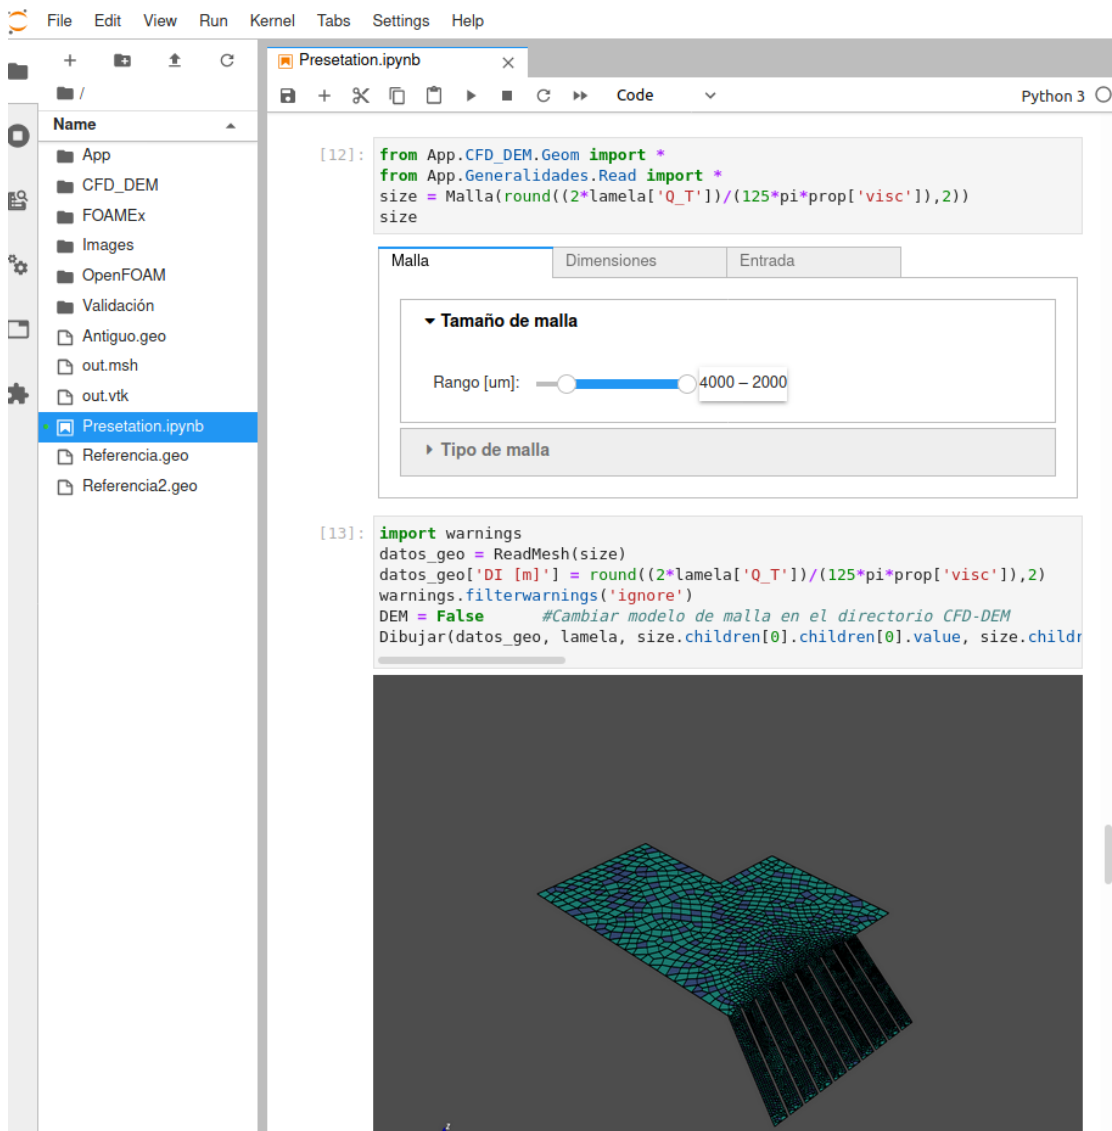 File Edit View Run Kernel Tabs Settings Help
Presetation.ipynb
/
Code
Python 3
Name
App
CFD_DEM
FOAMEx
Images
OpenFOAM
Validación
Antiguo.geo
out.msh
out.vtk
Presetation.ipynb
Referencia.geo
Referencia2.geo
[12]:
from App.CFD_DEM.Geom import *
from App.Generalidades.Read import *
size = Malla(round((2*lamela['Q_T'])/(125*pi*prop['visc']),2))
size
Malla Dimensiones Entrada
Tamaño de malla
Rango [um]: 4000 – 2000
Tipo de malla
[13]:
import warnings
datos_geo = ReadMesh(size)
datos_geo['DI [m]'] = round((2*lamela['Q_T'])/(125*pi*prop['visc']),2)
warnings.filterwarnings('ignore')
DEM = False #Cambiar modelo de malla en el directorio CFD-DEM
Dibujar(datos_geo, lamela, size.children[0].children[0].value, size.childr
z